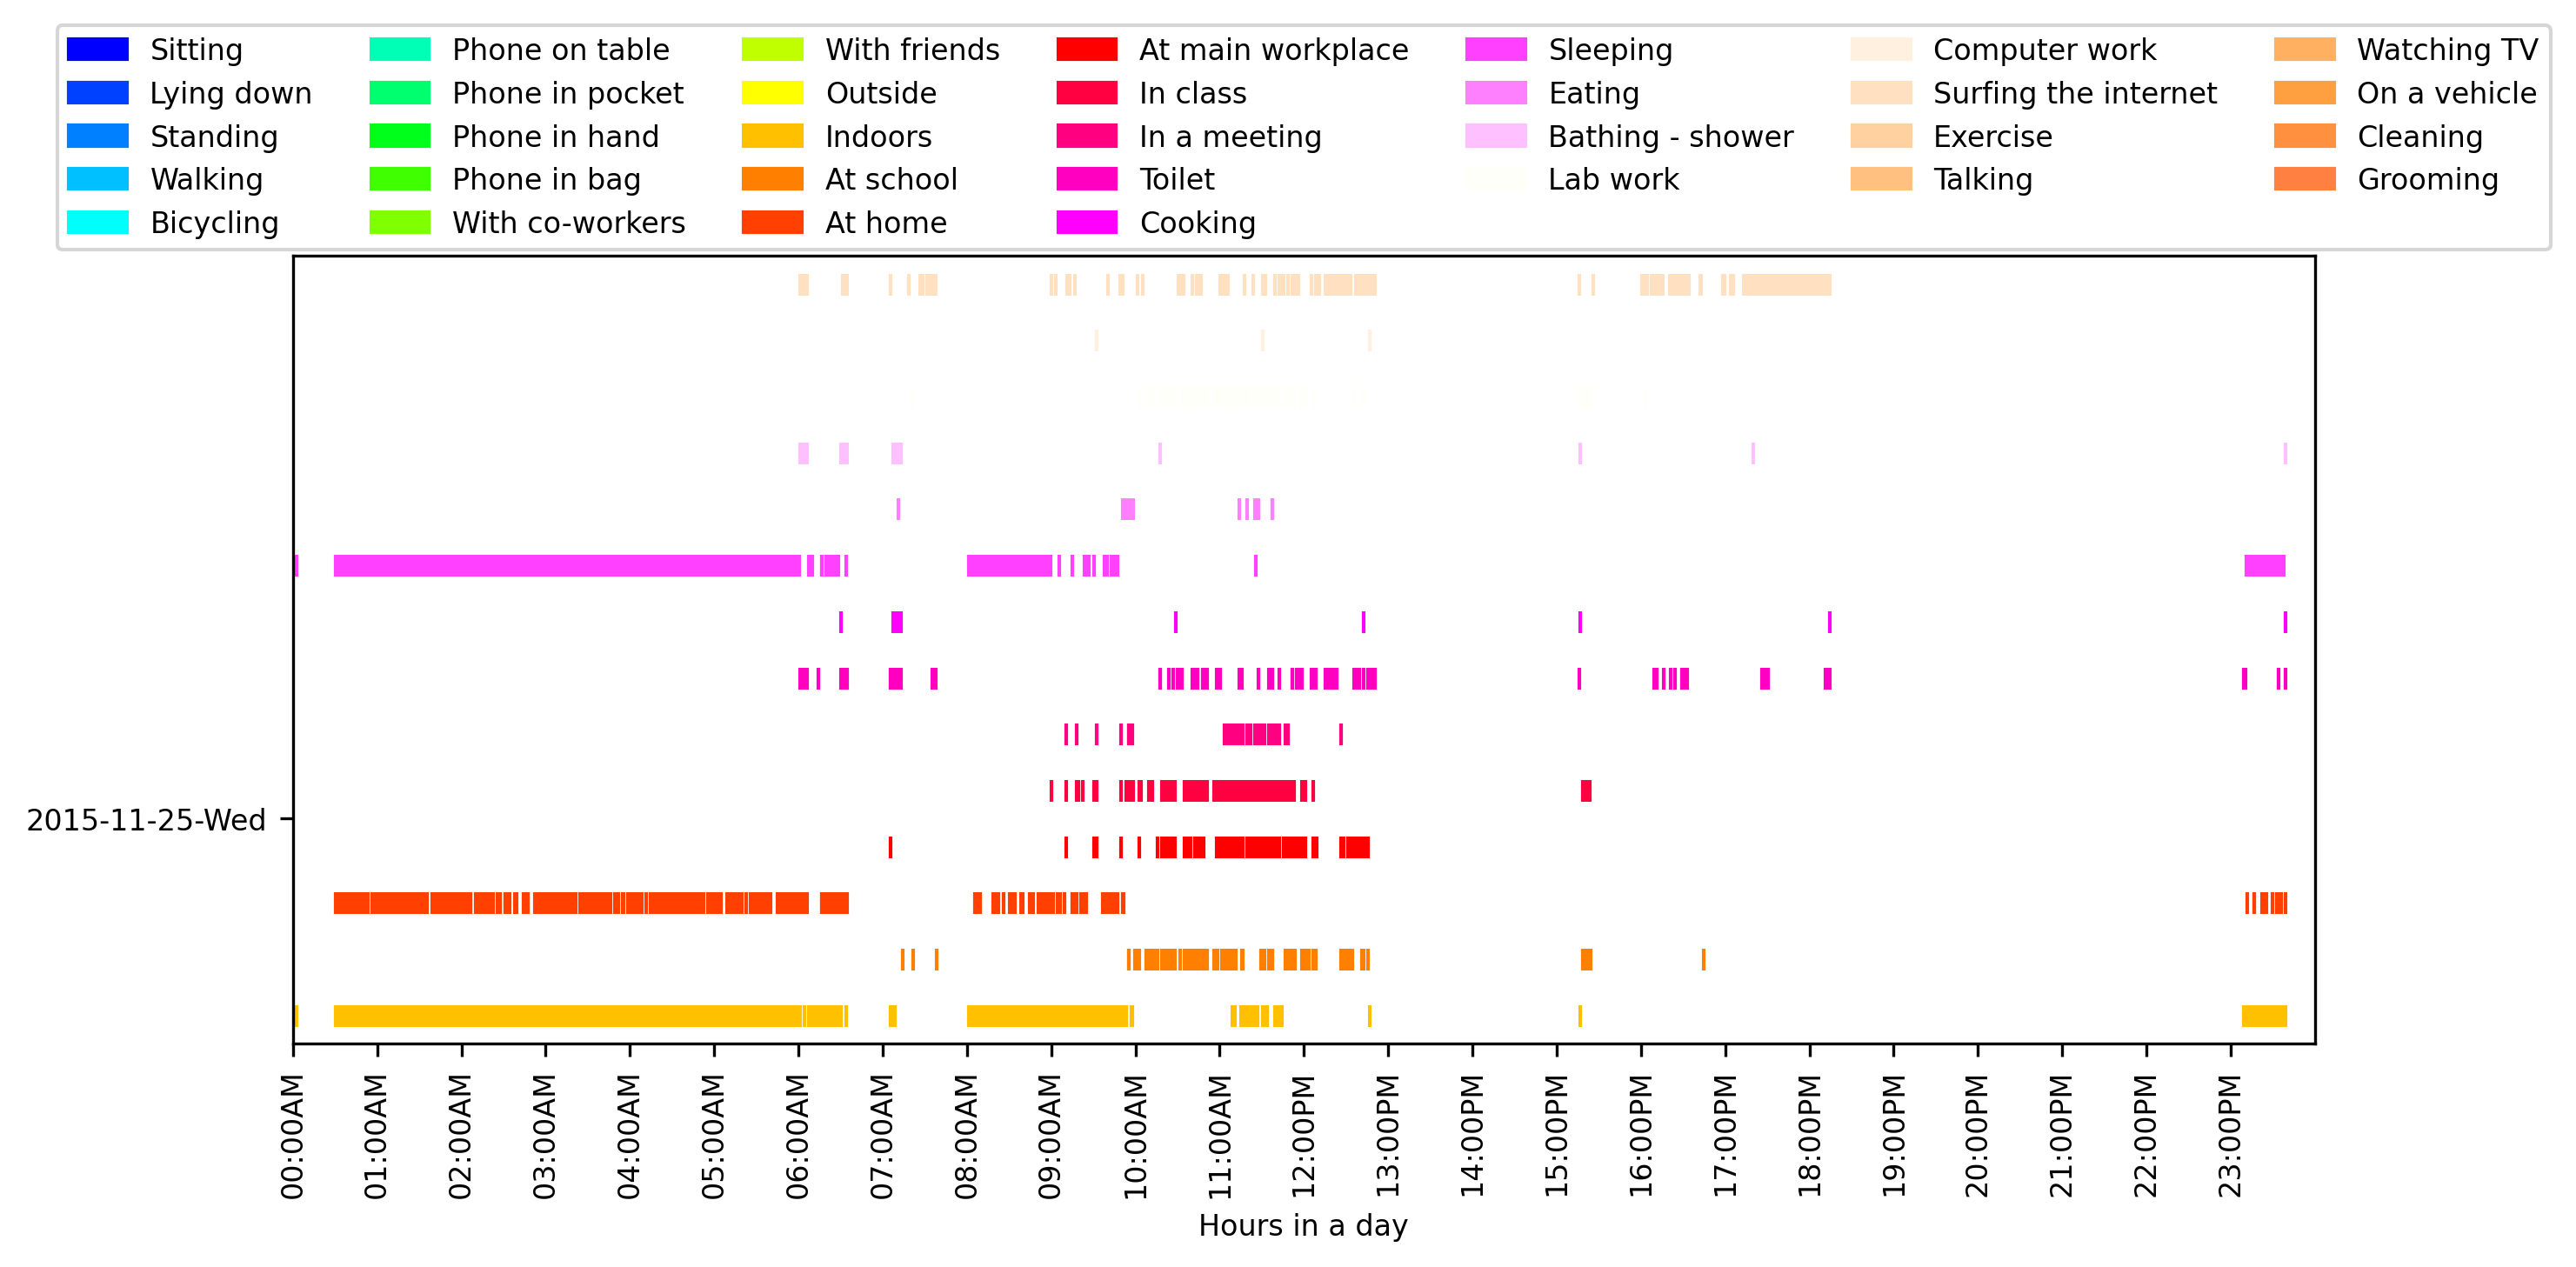 Sitting
Lying down
Standing
Walking
Bicycling
Phone on table
Phone in pocket
Phone in hand
Phone in bag
With co-workers
With friends
Outside
Indoors
At school
At home
At main workplace
In class
In a meeting
Toilet
Cooking
Sleeping
Eating
Bathing - shower
Lab work
Computer work
Surfing the internet
Exercise
Talking
Watching TV
On a vehicle
Cleaning
Grooming
2015-11-25-Wed
00:00AM
01:00AM
02:00AM
03:00AM
04:00AM
05:00AM
06:00AM
07:00AM
08:00AM
09:00AM
10:00AM
11:00AM
12:00PM
13:00PM
14:00PM
15:00PM
16:00PM
17:00PM
18:00PM
19:00PM
20:00PM
21:00PM
22:00PM
23:00PM
Hours in a day